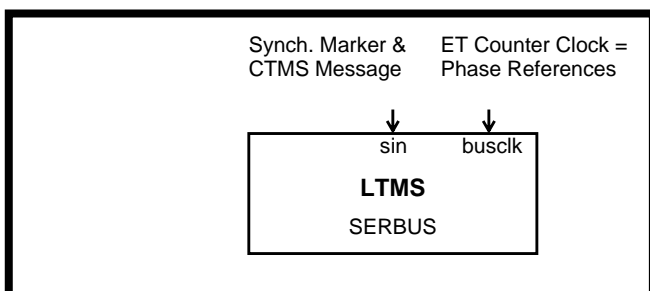 Synch. Marker &
CTMS Message
ET Counter Clock =
Phase References
sin
busclk
LTMS
SERBUS